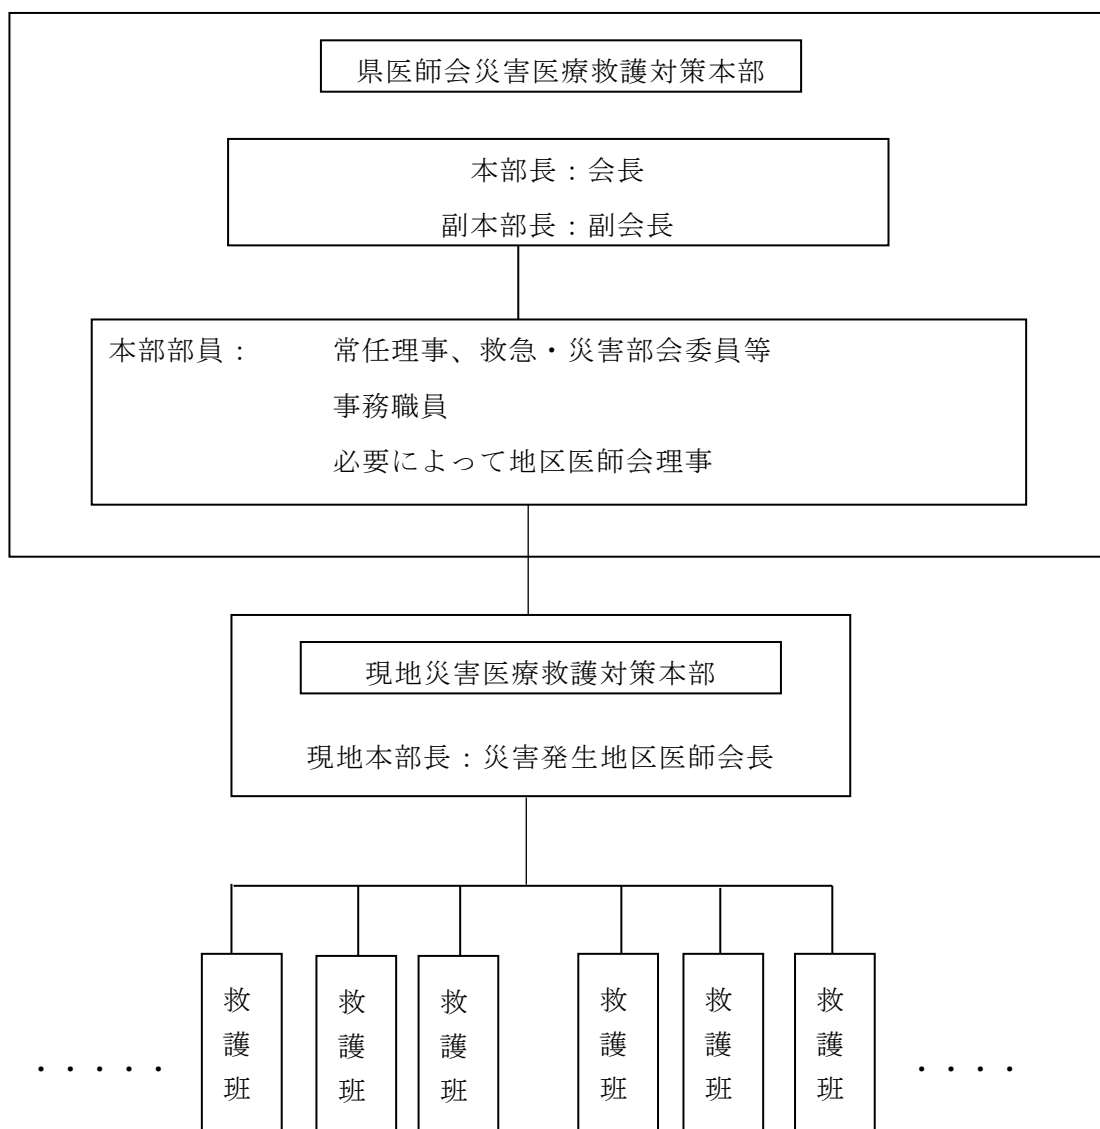 県医師会災害医療救護対策本部
本部長：会長
副本部長：副会長
本部部員： 常任理事、救急・災害部会委員等
事務職員
必要によって地区医師会理事
現地災害医療救護対策本部
現地本部長：災害発生地区医師会長
・・・・・
救護班
救護班
救護班
救護班
救護班
救護班
・・・・